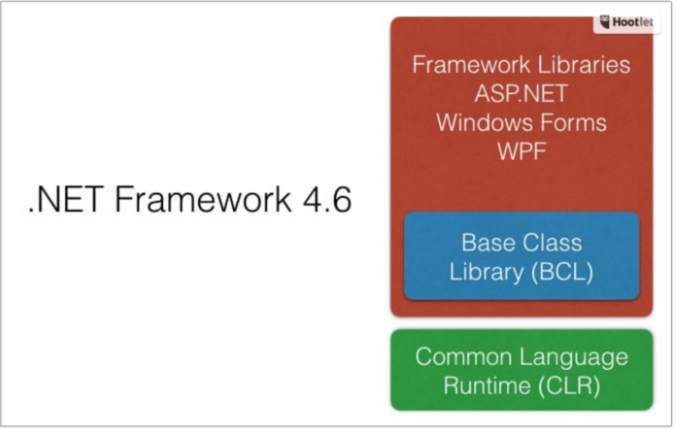 Hootlet
Framework Libraries
ASP.NET
Windows Forms
WPF
.NET Framework 4.6
Base Class
Library (BCL)
Common Language
Runtime (CLR)